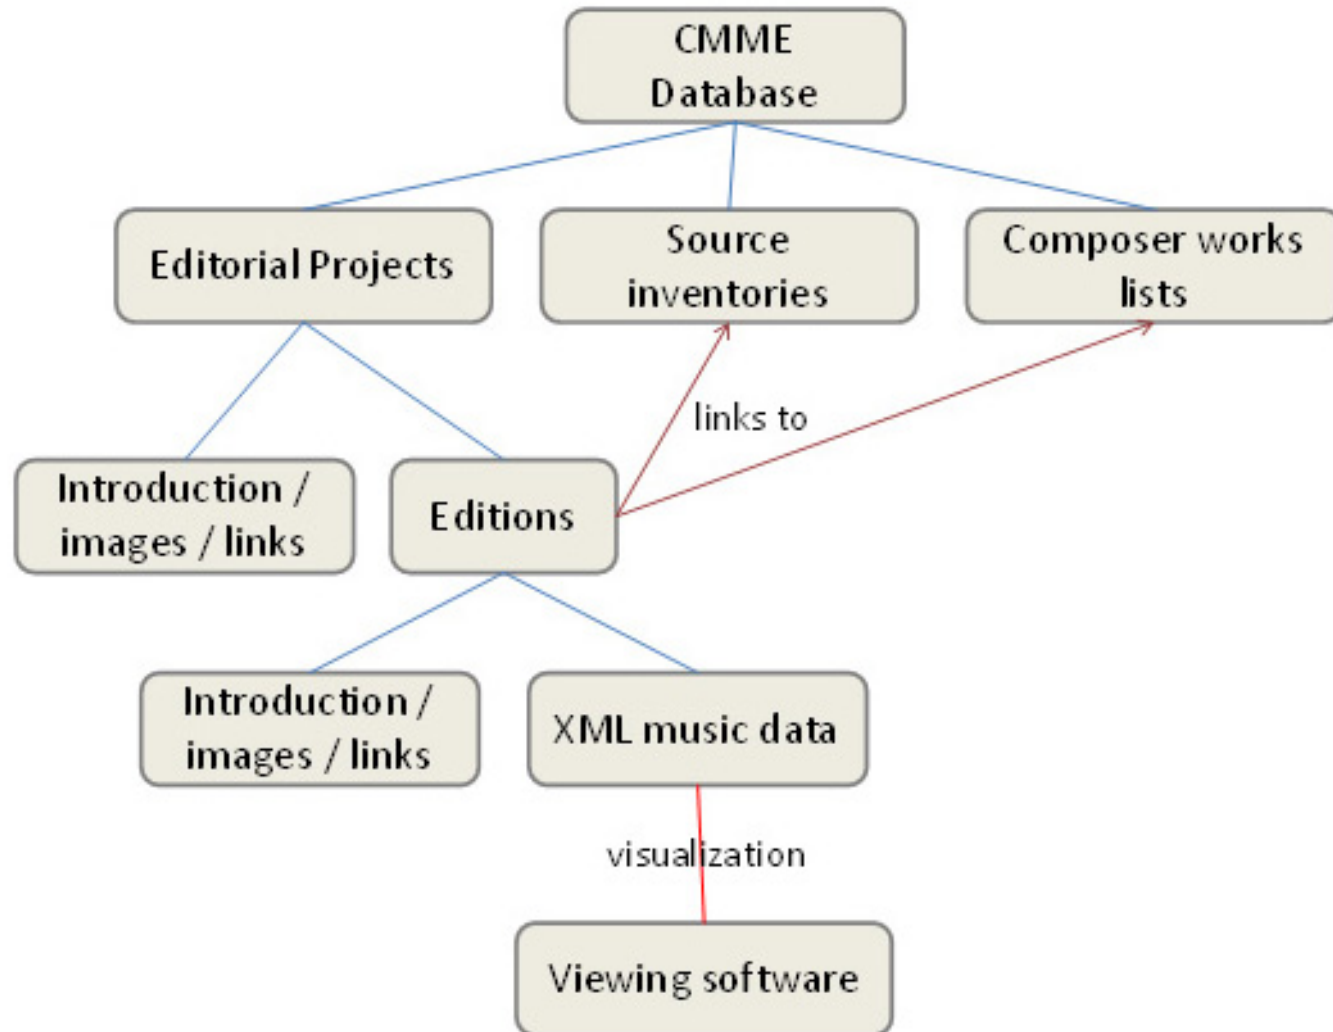 CMME
Database
Editorial Projects
Source
inventories
Composer works
lists
links to
Introduction /
images / links
Editions
Introduction /
images / links
XML music data
visualization
Viewing software